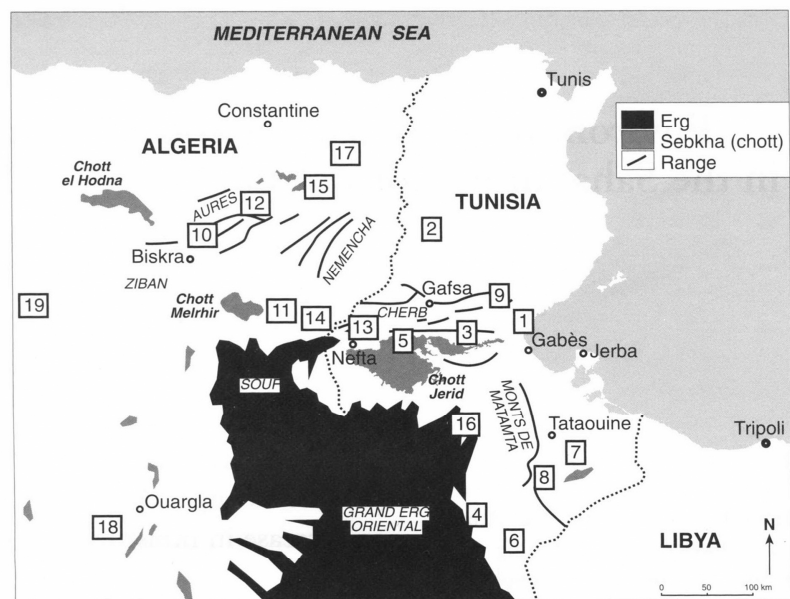 MEDITERRANEAN SEA
Tunis
Constantine
Erg
Sebkha (chott)
Range
ALGERIA
17
Chott
el Hodna
15
AURES
12
TUNISIA
2
10
Biskra
NEMENCHA
ZIBAN
Gafsa
9
19
Chott
Melrhir
11
14
CHERB
13
5
3
1
Gabès
Nefta
Jerba
SOUF
Chott
Jerid
MONTS DE
MATAMTA
16
Tataouine
7
Tripoli
8
Ouargla
18
GRAND ERG
ORIENTAL
4
6
LIBYA
N
0 50 100 km